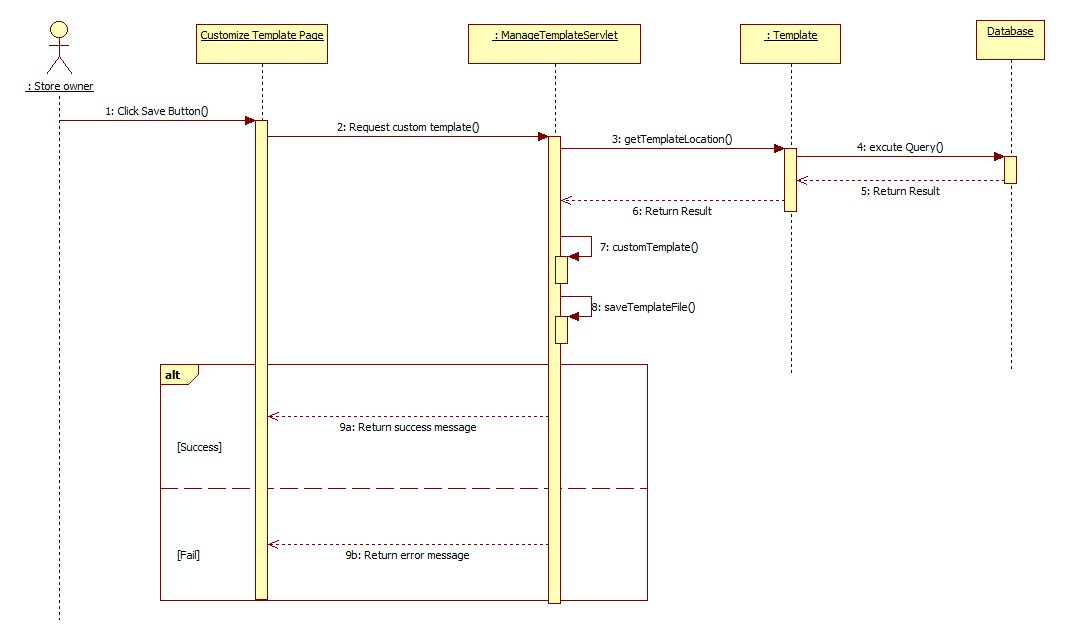 Customize Template Page
: ManageTemplateServlet
: Template
Database
: Store owner
1: Click Save Button()
2: Request custom template()
3: getTemplateLocation()
4: excute Query()
5: Return Result
6: Return Result
7: customTemplate()
8: saveTemplateFile()
alt
9a: Return success message
[Success]
9b: Return error message
[Fail]